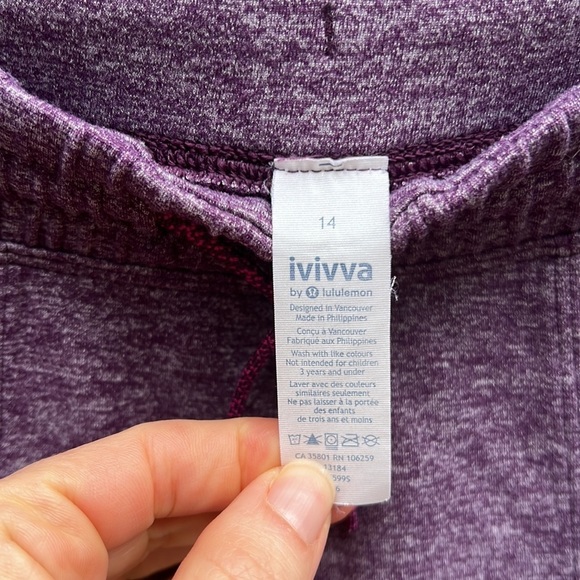 14
ivivva
by lululemon
Designed in Vancouver
Made in Philippines
Conçu à Vancouver
Fabriqué aux Philippines
Wash with like colours
Not intended for children
3 years and under
Laver avec des couleurs
similaires seulement
Ne pas laisser à la portée
des enfants
de trois ans et moins
CA 35801 RN 106259